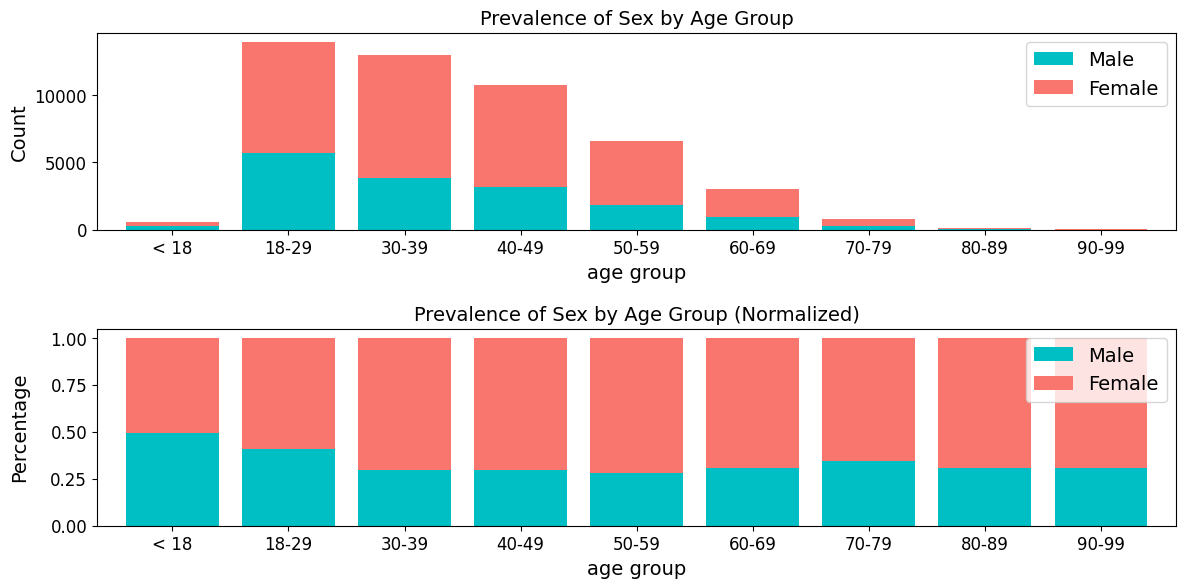 Prevalence of Sex by Age Group
Count
10000
5000
0
Male
Female
< 18 18-29 30-39 40-49 50-59 60-69 70-79 80-89 90-99
age group
Prevalence of Sex by Age Group (Normalized)
Percentage
1.00
0.75
0.50
0.25
0.00
Male
Female
< 18 18-29 30-39 40-49 50-59 60-69 70-79 80-89 90-99
age group